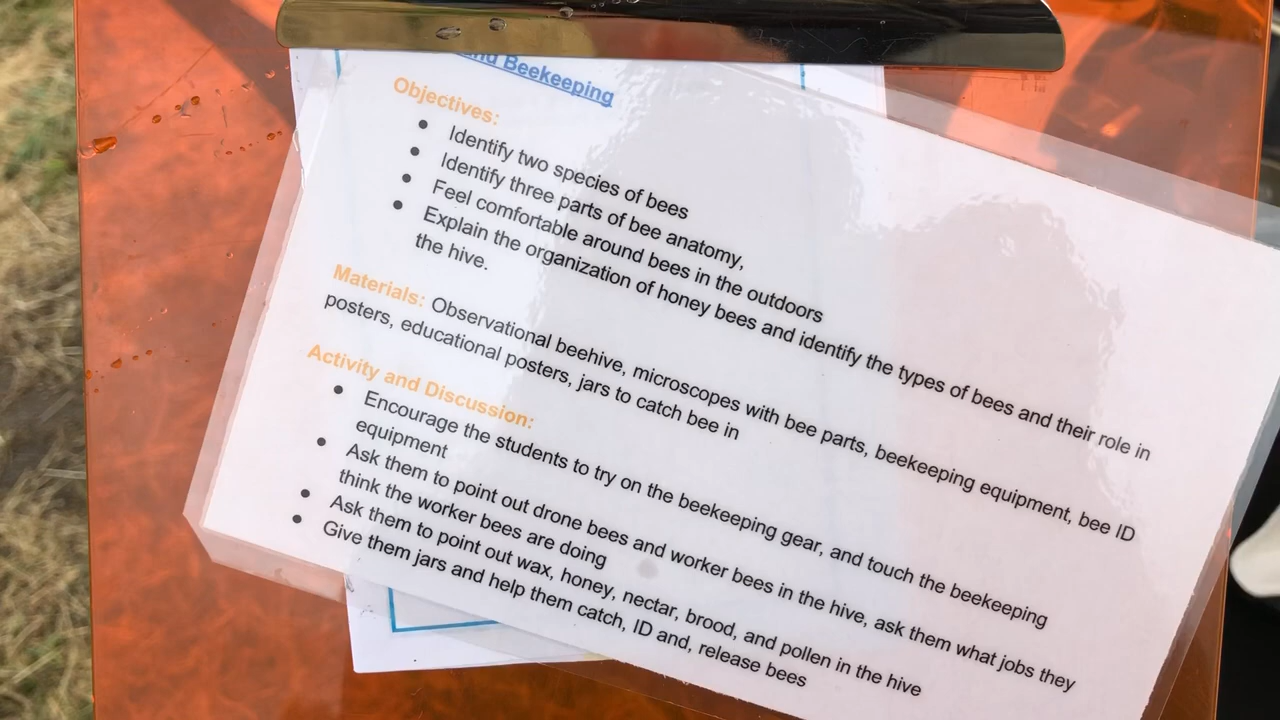 nd Beekeeping
Objectives:
● Identify two species of bees
● Identify three parts of bee anatomy,
● Feel comfortable around bees in the outdoors
● Explain the organization of honey bees and identify the types of bees and their role in
the hive.
Materials: Observational beehive, microscopes with bee parts, beekeeping equipment, bee ID
posters, educational posters, jars to catch bee in
Activity and Discussion:
● Encourage the students to try on the beekeeping gear, and touch the beekeeping
equipment
● Ask them to point out drone bees and worker bees in the hive, ask them what jobs they
think the worker bees are doing
● Ask them to point out wax, honey, nectar, brood, and pollen in the hive
● Give them jars and help them catch, ID and, release bees